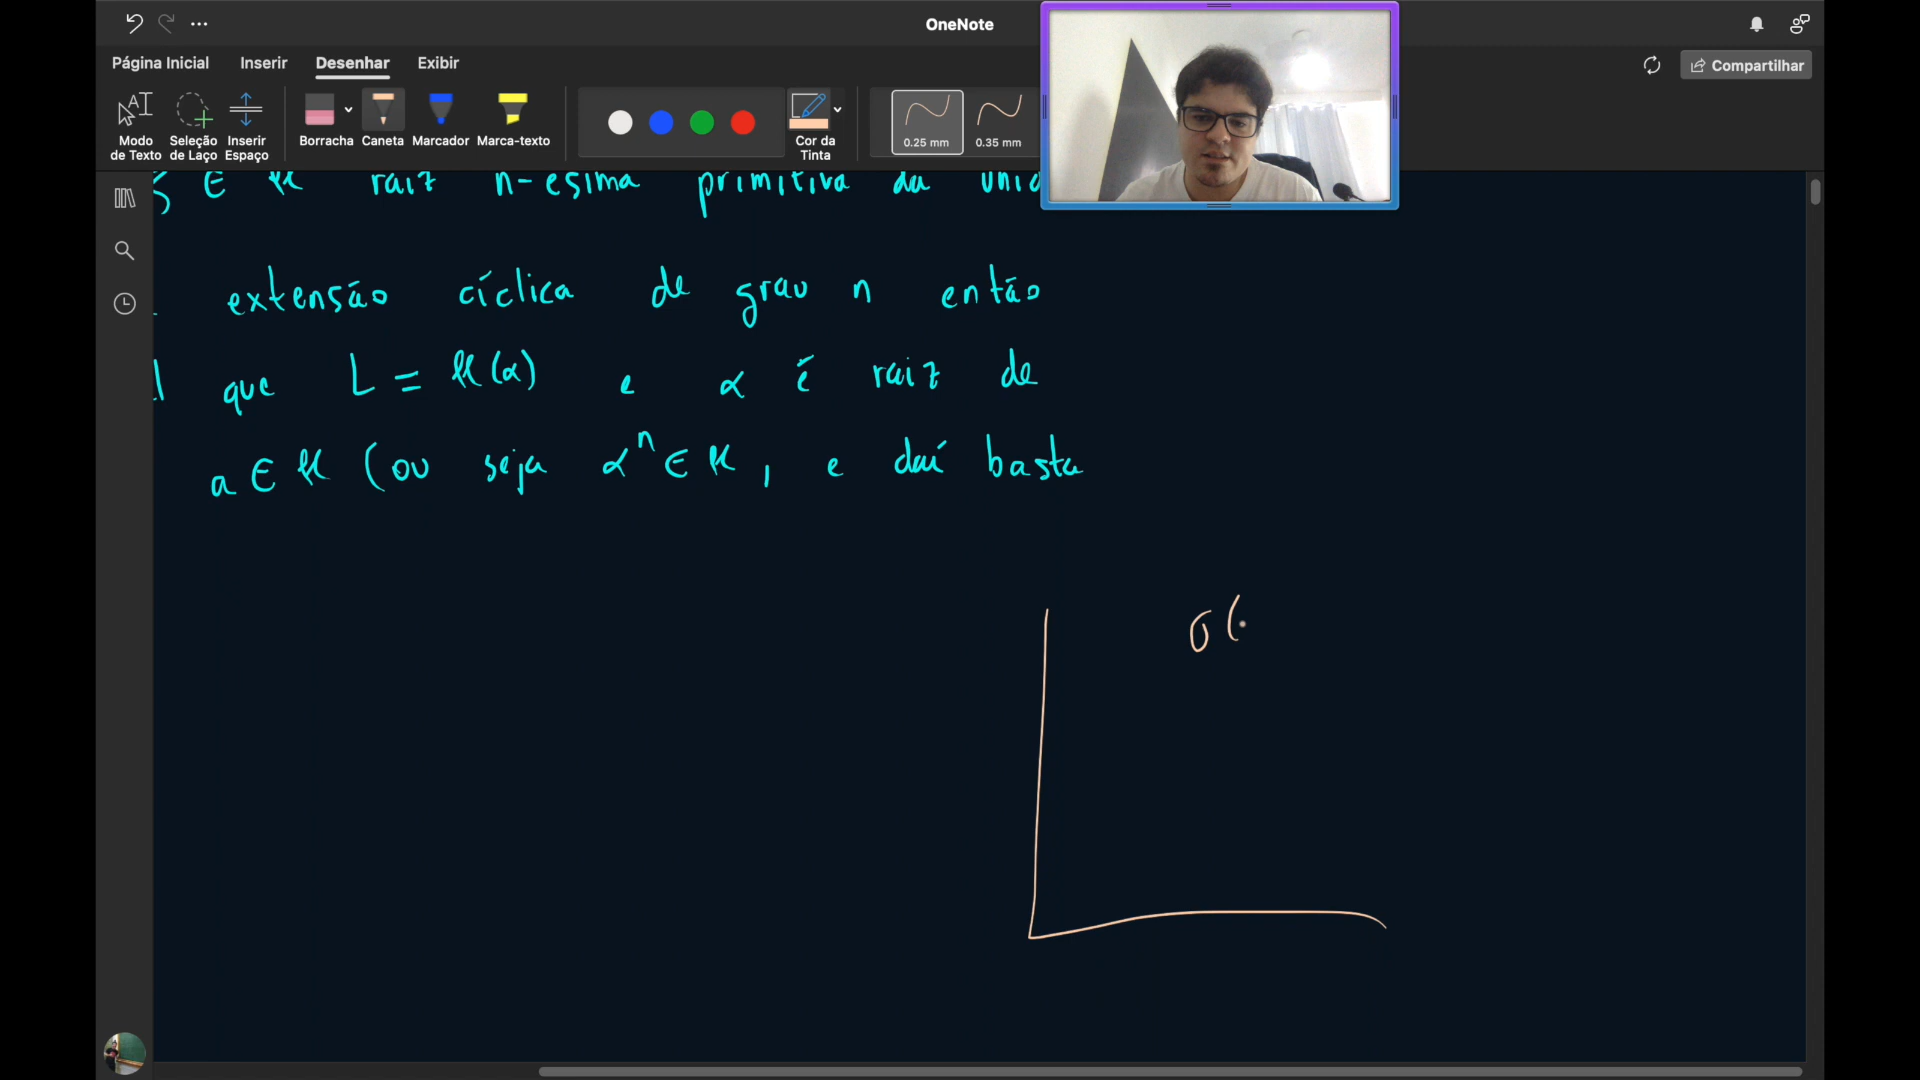 OneNote
Página Inicial Inserir Desenhar Exibir
Compartilhar
Modo de Texto
Seleção de Laço
Inserir Espaço
Borracha
Caneta
Marcador
Marca-texto
Cor da Tinta
0.25 mm
0.35 mm
ζ ∈ K raiz n-esima primitiva da
extensão cíclica de grau n então
que L = K(α) e α é raiz de
a ∈ K (ou seja α^n ∈ K, e daí basta
σ(